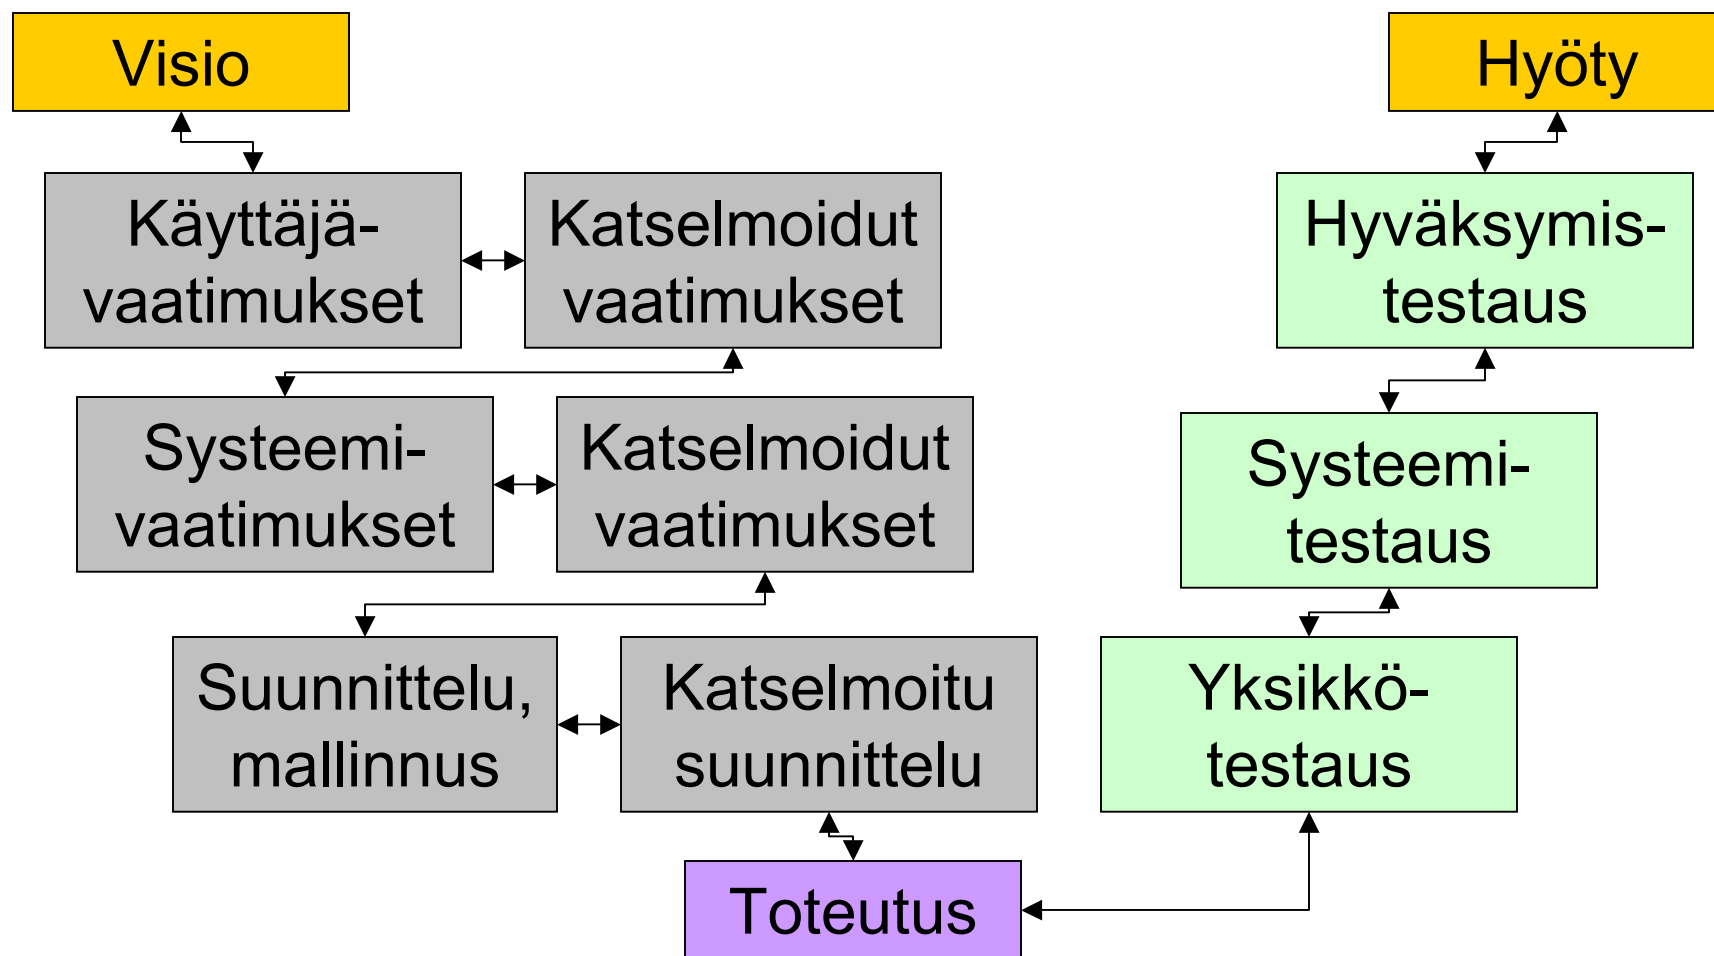 Visio
Hyöty
Käyttäjä-
vaatimukset
Katselmoidut
vaatimukset
Hyväksymis-
testaus
Systeemi-
vaatimukset
Katselmoidut
vaatimukset
Systeemi-
testaus
Suunnittelu,
mallinnus
Katselmoitu
suunnittelu
Yksikkö-
testaus
Toteutus